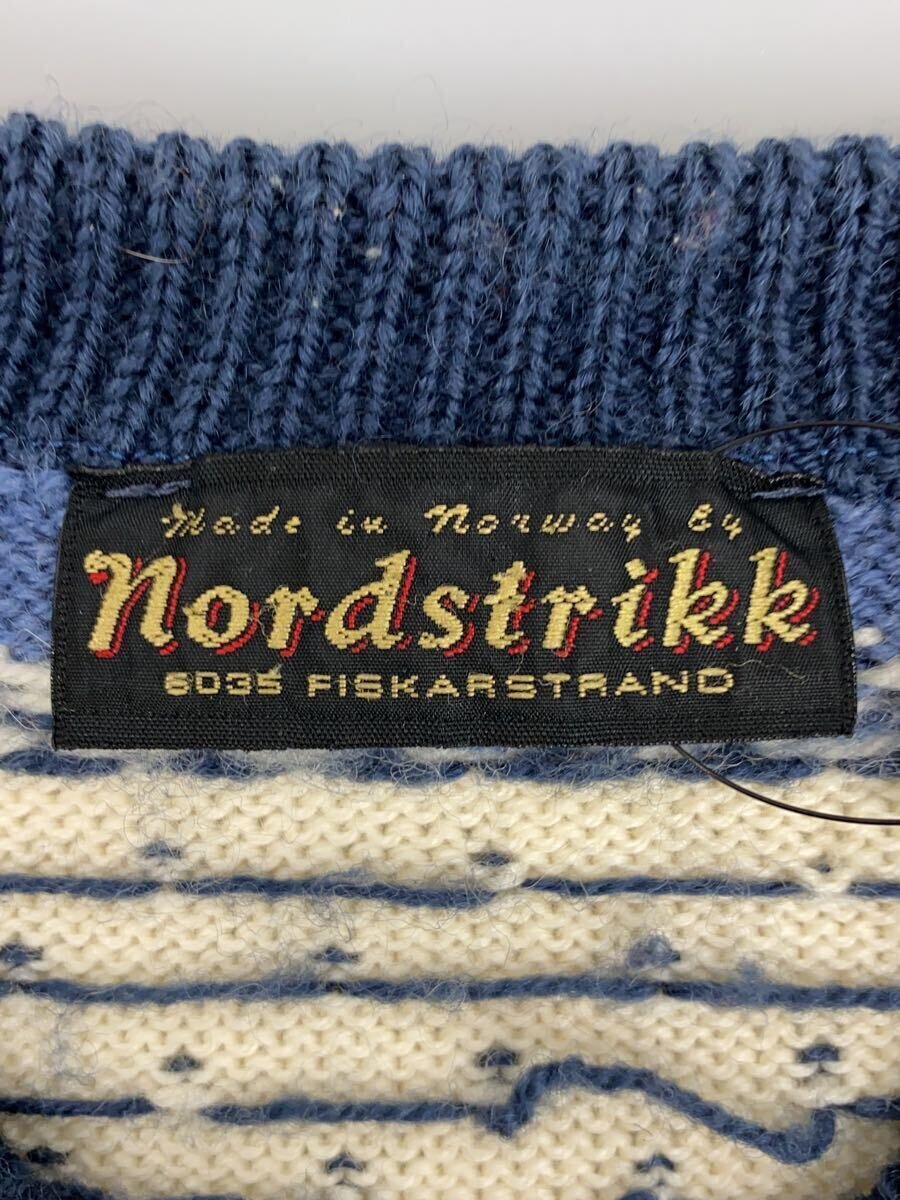 Made in Norway by
Nordstrikk
6035 FISKARSTRAND